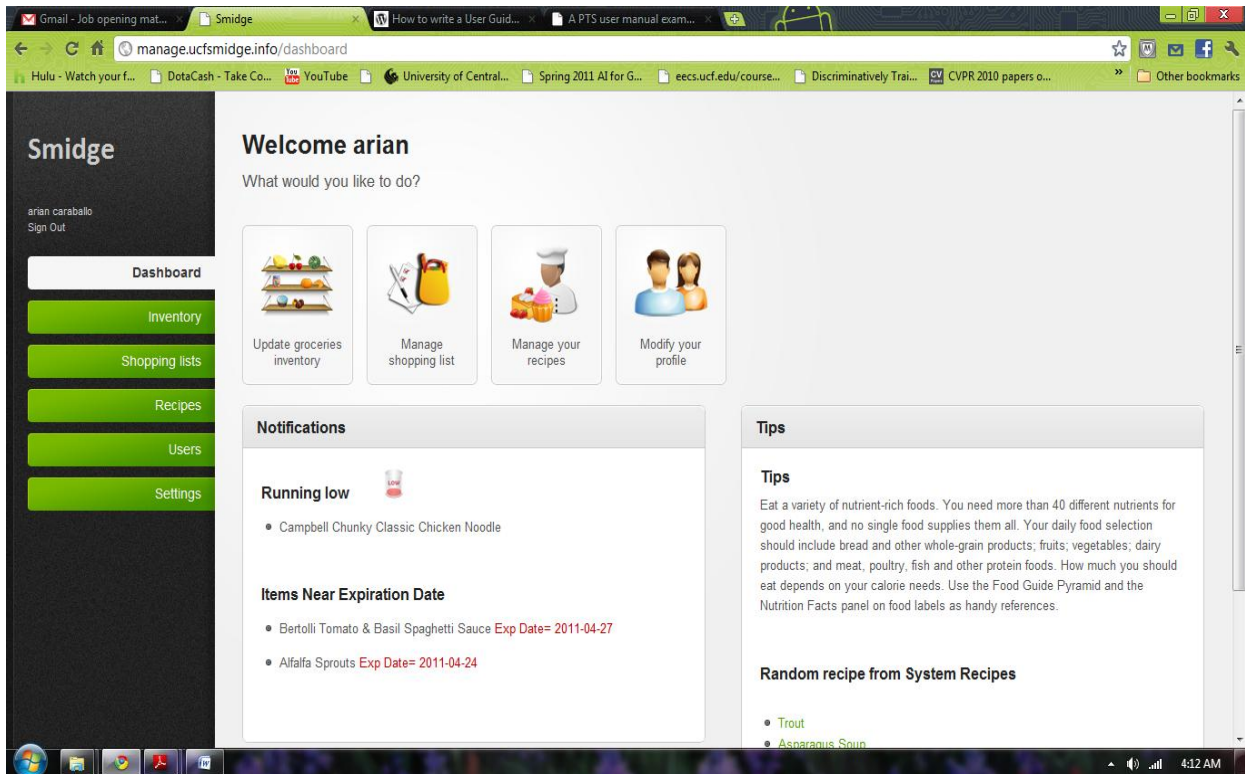 Gmail - Job opening mat...
Smidge
How to write a User Guid...
A PTS user manual exam...
manage.ucfsmidge.info/dashboard
Hulu - Watch your f...
DotaCash - Take Co...
YouTube
University of Central...
Spring 2011 AI for G...
eecs.ucf.edu/course...
Discriminatively Trai...
CVPR 2010 papers o...
»
Other bookmarks
Smidge
arian caraballo
Sign Out
Dashboard
Inventory
Shopping lists
Recipes
Users
Settings
Welcome arian
What would you like to do?
Update groceries
inventory
Manage
shopping list
Manage your
recipes
Modify your
profile
Notifications
Running low
LOW
• Campbell Chunky Classic Chicken Noodle
Items Near Expiration Date
• Bertolli Tomato & Basil Spaghetti Sauce Exp Date= 2011-04-27
• Alfalfa Sprouts Exp Date= 2011-04-24
Tips
Tips
Eat a variety of nutrient-rich foods. You need more than 40 different nutrients for
good health, and no single food supplies them all. Your daily food selection
should include bread and other whole-grain products; fruits; vegetables; dairy
products; and meat, poultry, fish and other protein foods. How much you should
eat depends on your calorie needs. Use the Food Guide Pyramid and the
Nutrition Facts panel on food labels as handy references.
Random recipe from System Recipes
• Trout
• Asparagus Soup
4:12 AM